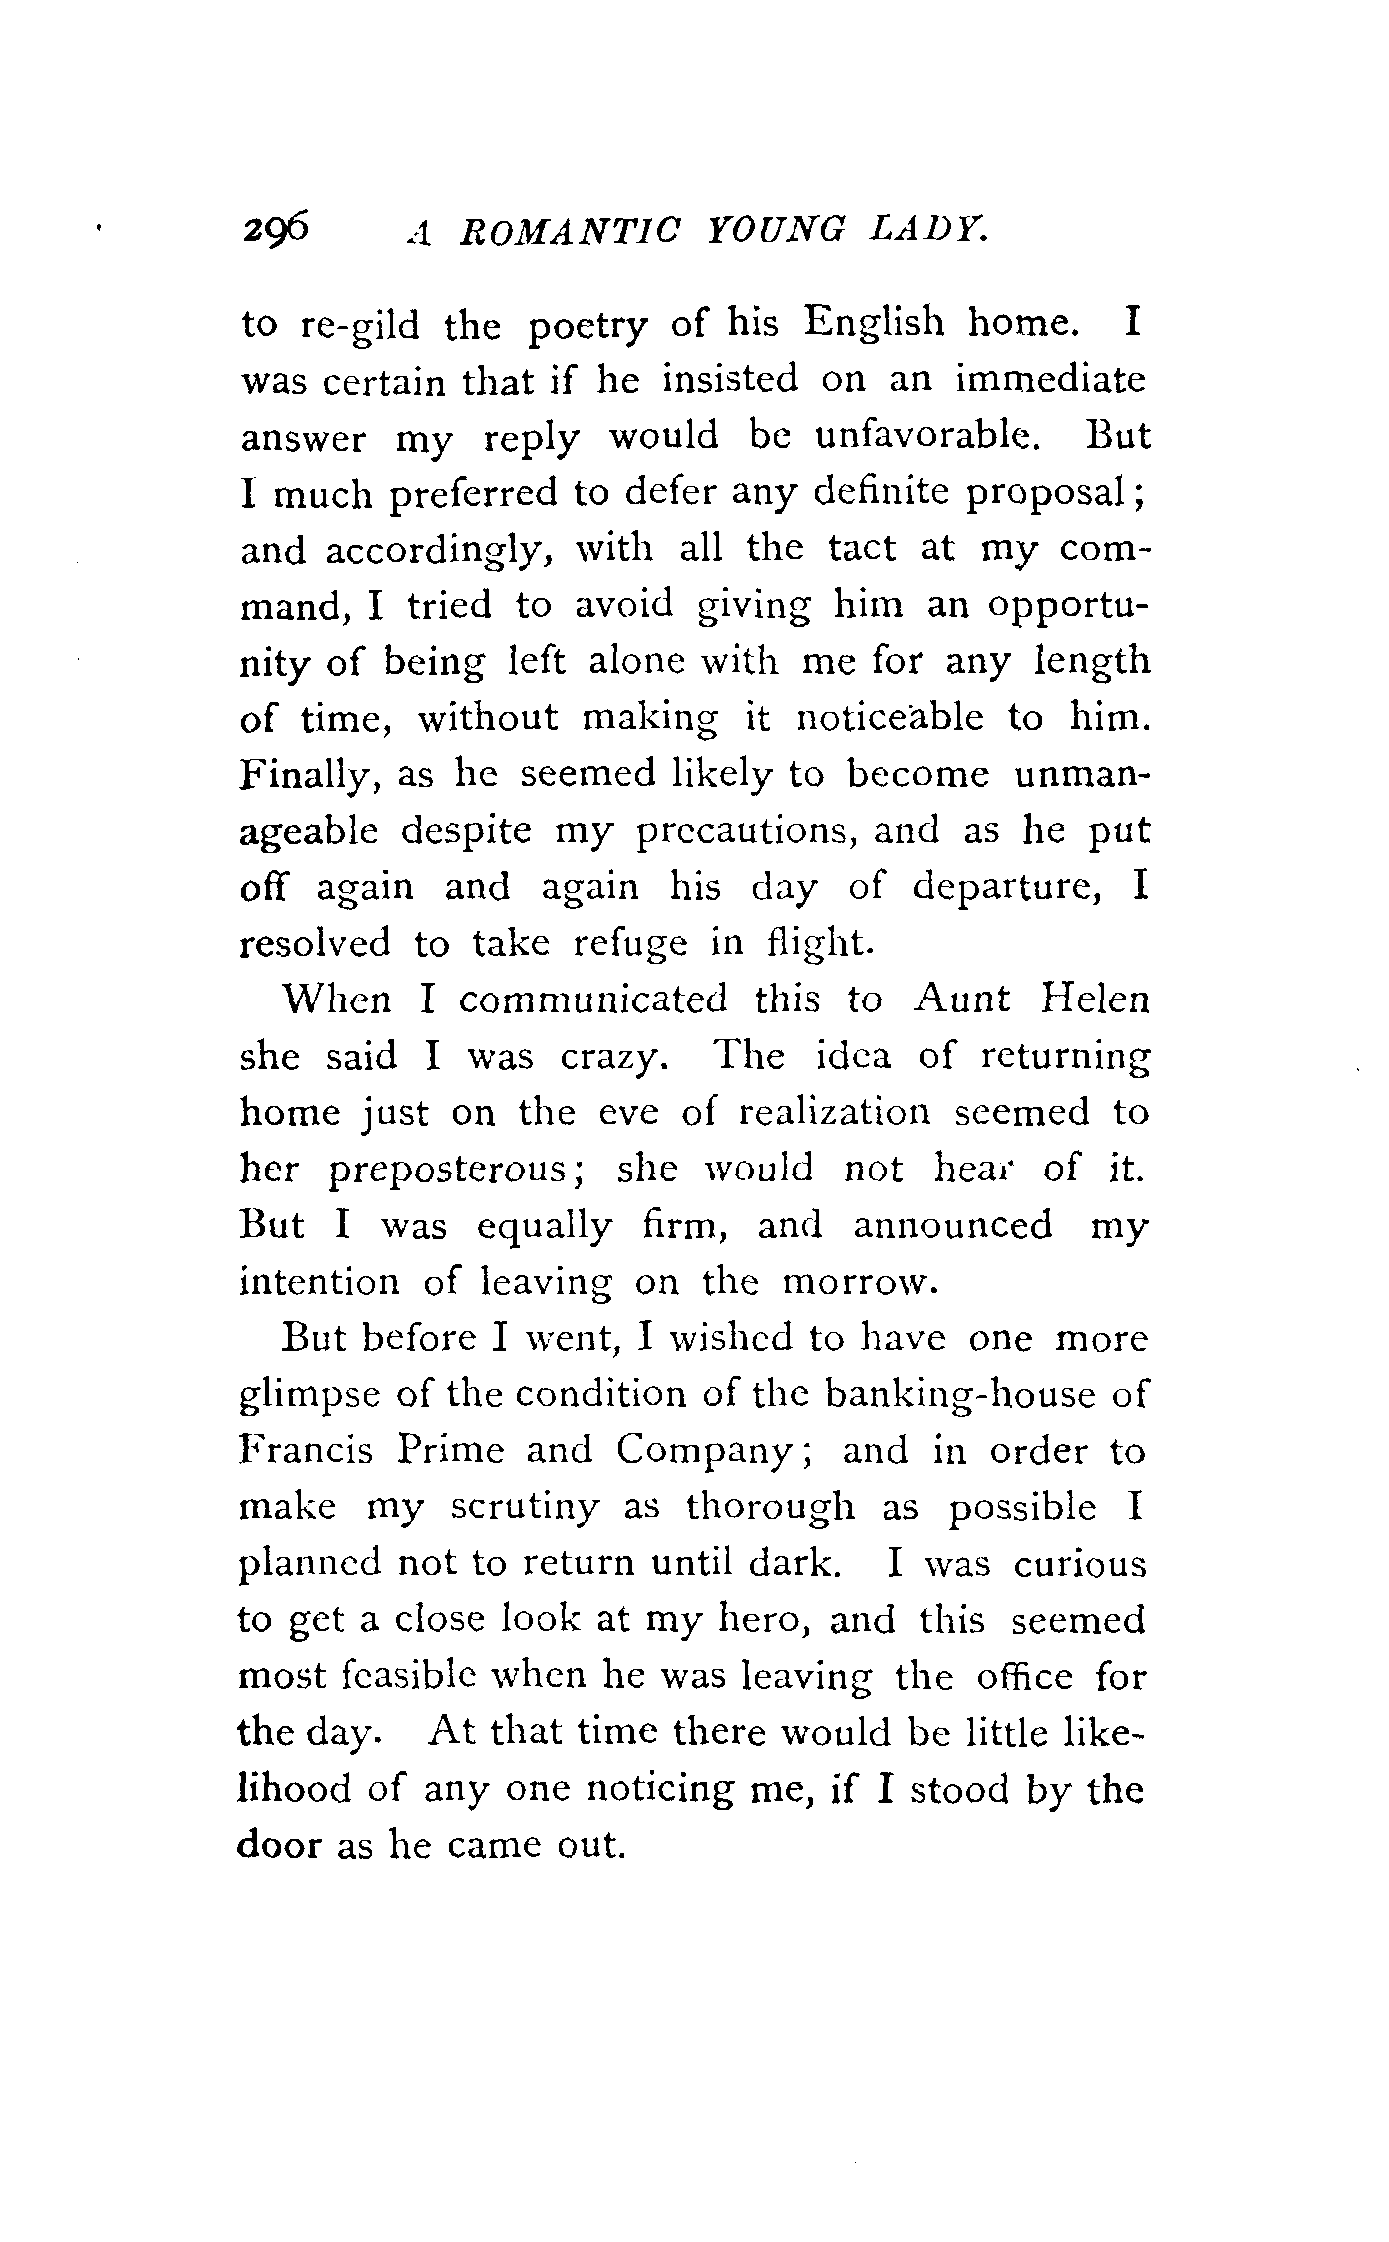 296 A ROMANTIC YOUNG LADY.
to re-gild the poetry of his English home. I
was certain that if he insisted on an immediate
answer my reply would be unfavorable. But
I much preferred to defer any definite proposal;
and accordingly, with all the tact at my com-
mand, I tried to avoid giving him an opportu-
nity of being left alone with me for any length
of time, without making it noticeable to him.
Finally, as he seemed likely to become unman-
ageable despite my precautions, and as he put
off again and again his day of departure, I
resolved to take refuge in flight.
When I communicated this to Aunt Helen
she said I was crazy. The idea of returning
home just on the eve of realization seemed to
her preposterous; she would not hear of it.
But I was equally firm, and announced my
intention of leaving on the morrow.
But before I went, I wished to have one more
glimpse of the condition of the banking-house of
Francis Prime and Company; and in order to
make my scrutiny as thorough as possible I
planned not to return until dark. I was curious
to get a close look at my hero, and this seemed
most feasible when he was leaving the office for
the day. At that time there would be little like-
lihood of any one noticing me, if I stood by the
door as he came out.